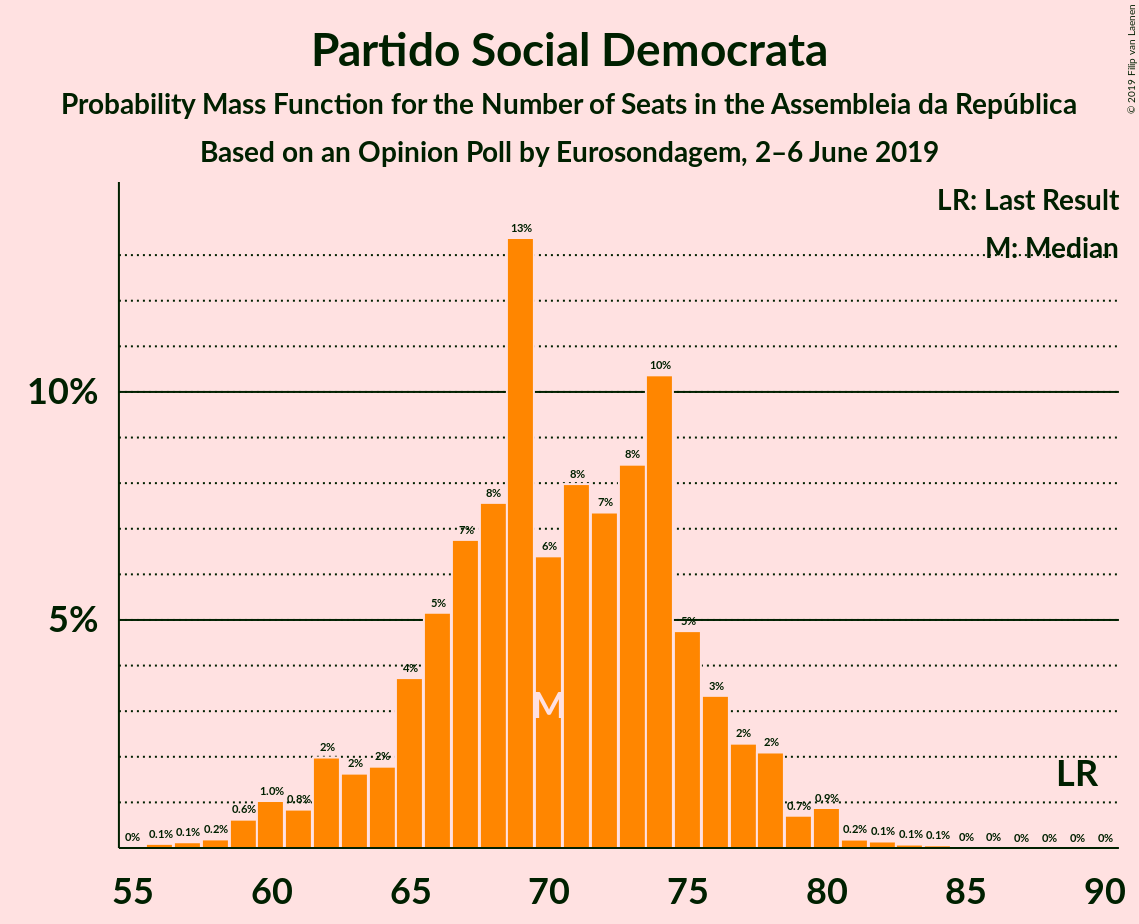 Partido Social Democrata
Probability Mass Function for the Number of Seats in the Assembleia da República
Based on an Opinion Poll by Eurosondagem, 2–6 June 2019
© 2019 Filip van Laenen
LR: Last Result
M: Median
10%
5%
0% 0.1% 0.1% 0.2% 0.6% 1.0% 0.8% 2% 2% 2% 4% 5% 7% 8% 13% 6% 8% 7% 8% 10% 5% 3% 2% 2% 0.7% 0.9% 0.2% 0.1% 0.1% 0.1% 0% 0% 0% 0% 0% 0%
M
LR
55 60 65 70 75 80 85 90